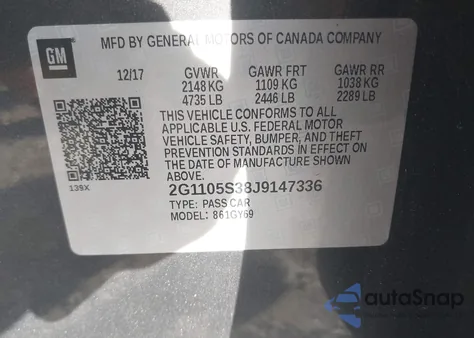 GM
MFD BY GENERAL MOTORS OF CANADA COMPANY
12/17 GVWR GAWR FRT GAWR RR
2148 KG 1109 KG 1038 KG
4735 LB 2446 LB 2289 LB
THIS VEHICLE CONFORMS TO ALL
APPLICABLE U.S. FEDERAL MOTOR
VEHICLE SAFETY, BUMPER, AND THEFT
PREVENTION STANDARDS IN EFFECT ON
THE DATE OF MANUFACTURE SHOWN
ABOVE.
139X
2G1105S38J9147336
TYPE: PASS CAR
MODEL: 861GY69
autoSnap